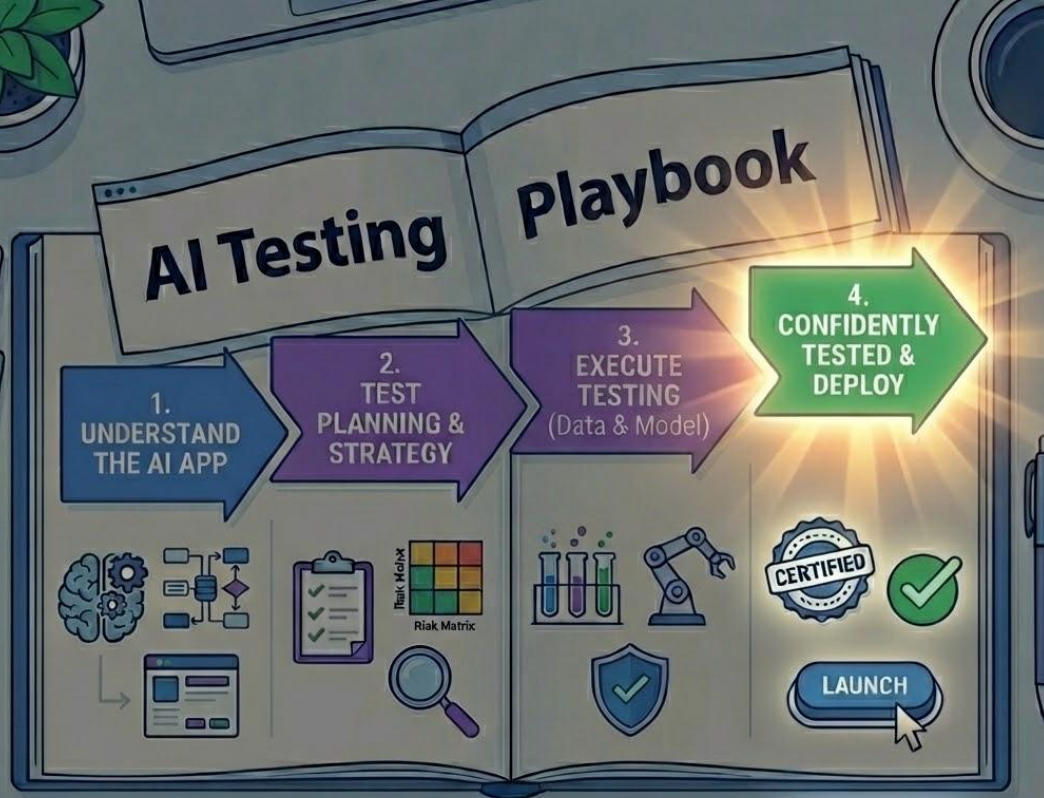 AI Testing Playbook
1.
UNDERSTAND
THE AI APP
2.
TEST
PLANNING &
STRATEGY
3.
EXECUTE
TESTING
(Data & Model)
4.
CONFIDENTLY
TESTED &
DEPLOY
Riak Matrix
CERTIFIED
LAUNCH